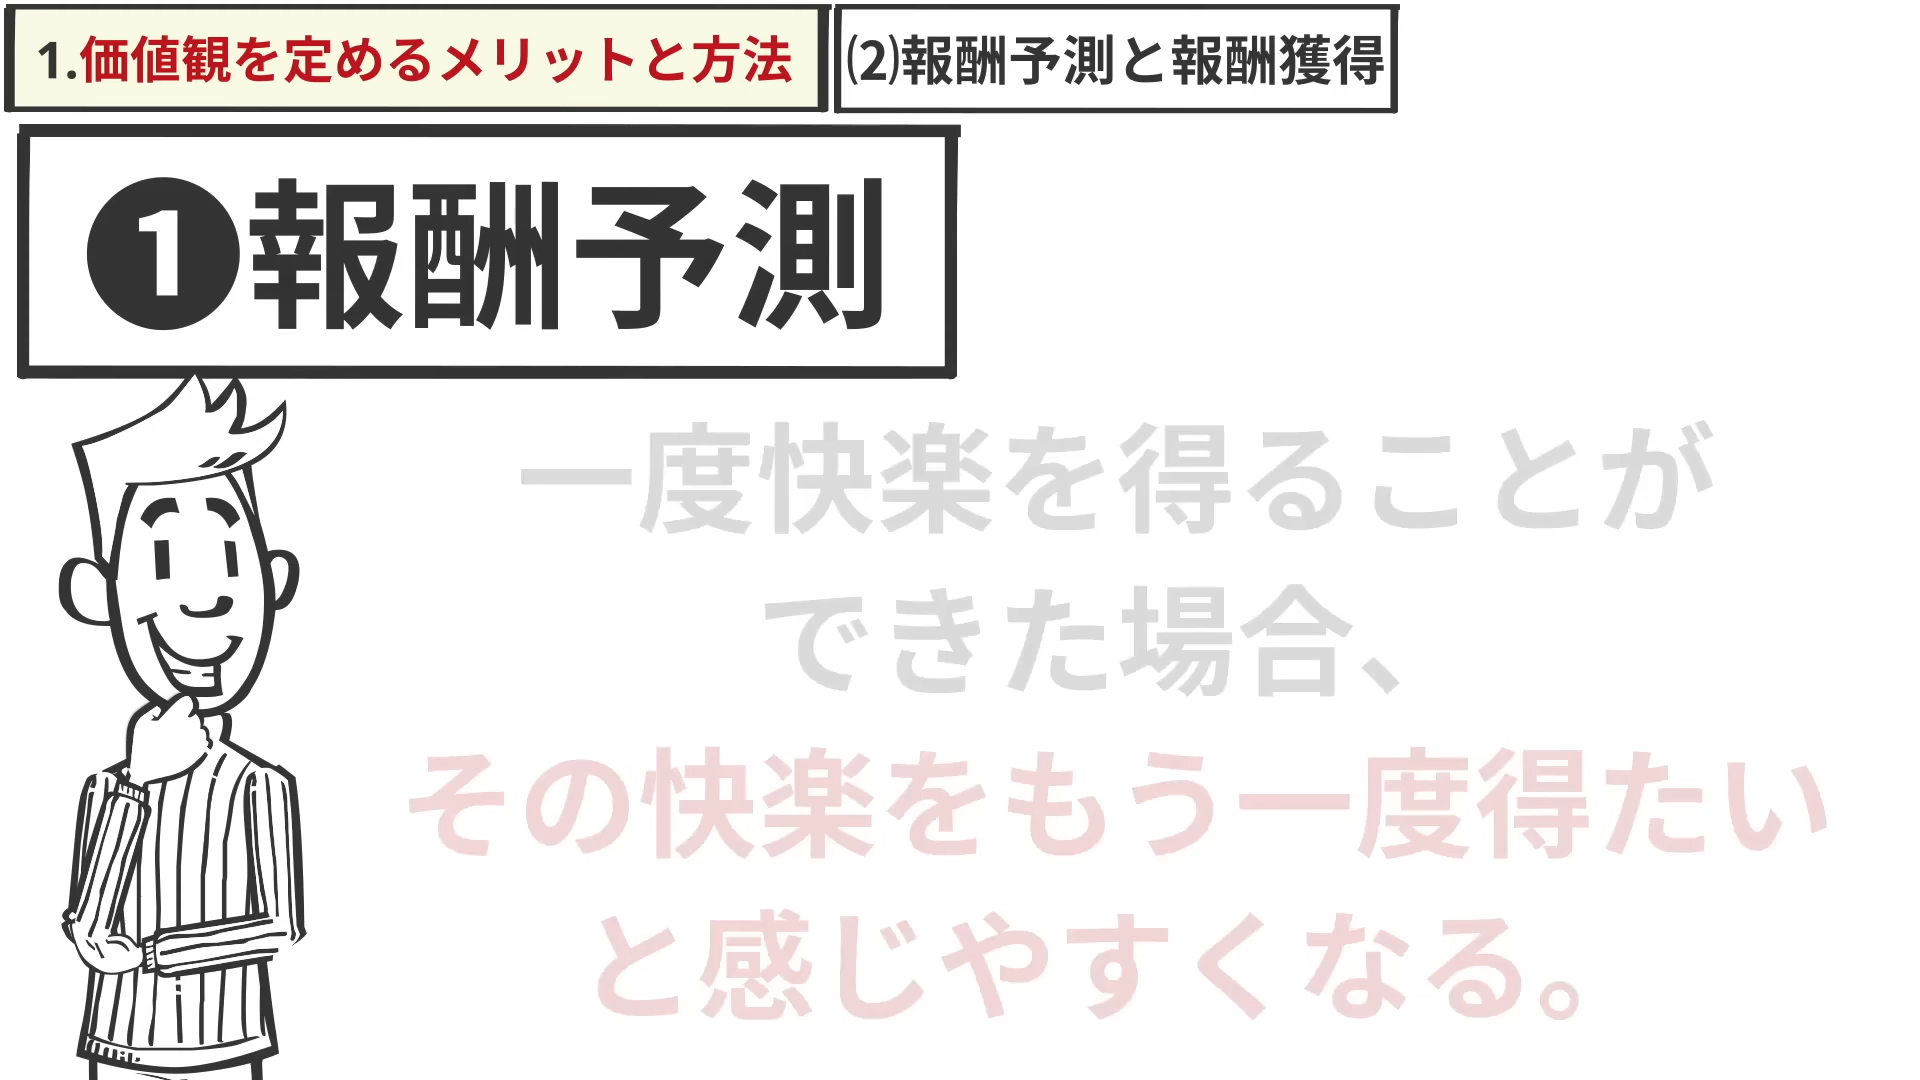 1.価値観を定めるメリットと方法
⑵報酬予測と報酬獲得
❶報酬予測
一度快楽を得ることが
できた場合、
その快楽をもう一度得たい
と感じやすくなる。